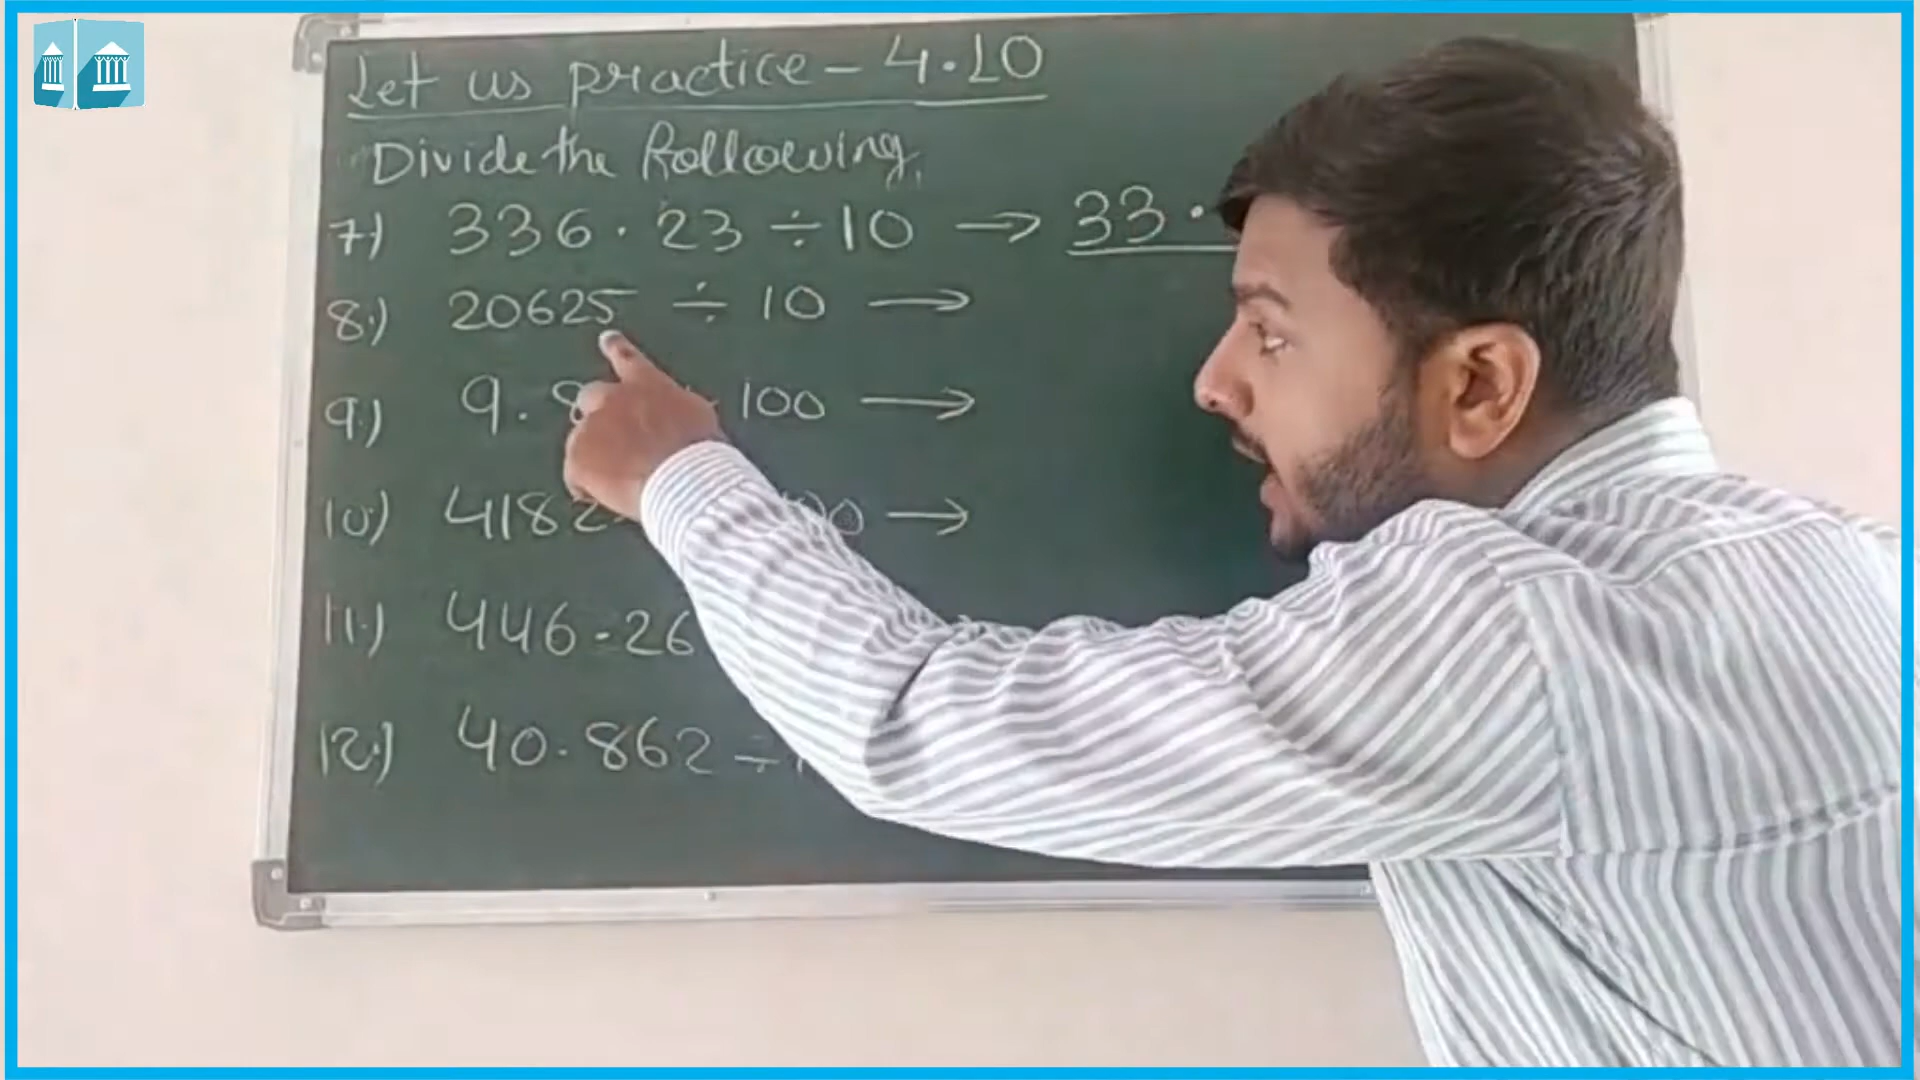 Let us practice - 4.10
Divide the following,
7) 336.23 ÷ 10 → 33.
8.) 20625 ÷ 10 →
9.) 9.8 100 →
10.) 4182 →
11.) 446.26
12.) 40.862 ÷